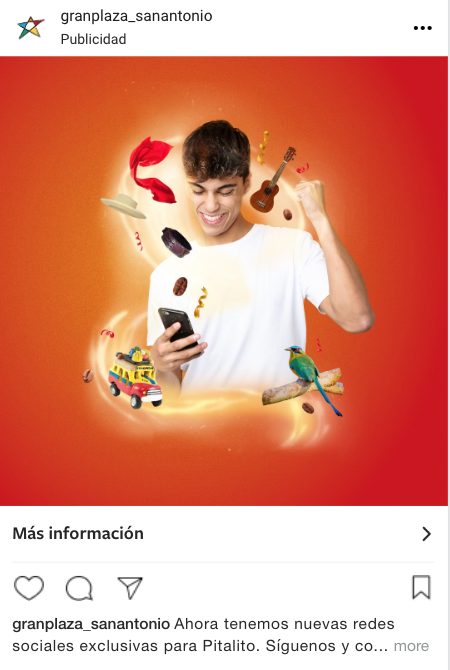 granplaza_sanantonio
Publicidad
Más información
granplaza_sanantonio Ahora tenemos nuevas redes
sociales exclusivas para Pitalito. Síguenos y co... more